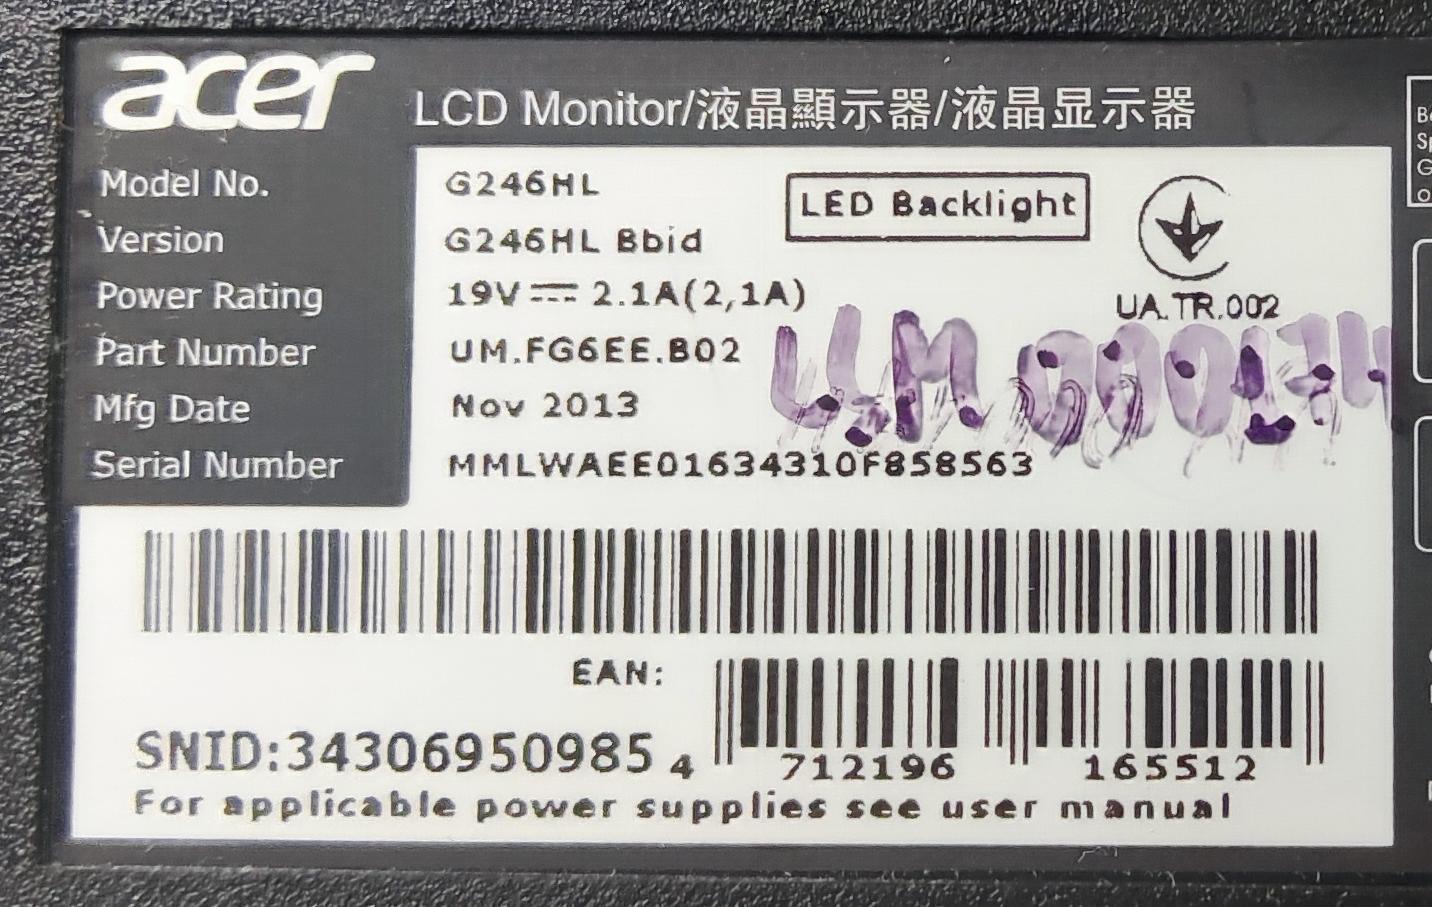 acer
LCD Monitor/液晶顯示器/液晶显示器
Model No. G246HL
LED Backlight
Version G246HL Bbid
Power Rating 19V⎓2.1A(2,1A)
UA.TR.002
Part Number UM.FG6EE.B02
Mfg Date Nov 2013
Serial Number MMLWAEE01634310F858563
EAN:
SNID:34306950985
4 712196 165512
For applicable power supplies see user manual